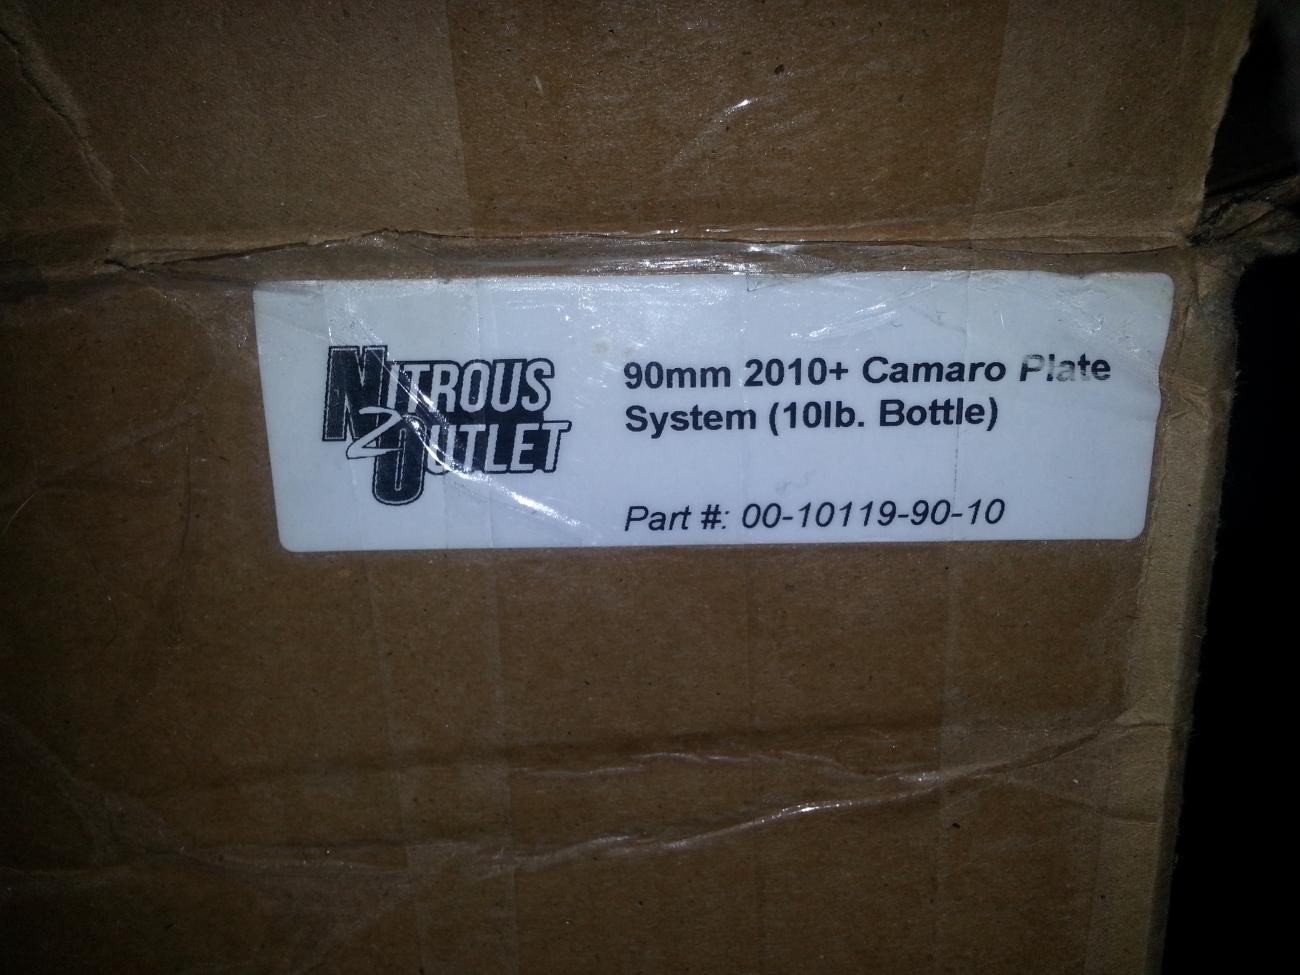 NITROUS
2
OUTLET
90mm 2010+ Camaro Plate
System (10lb. Bottle)
Part #: 00-10119-90-10